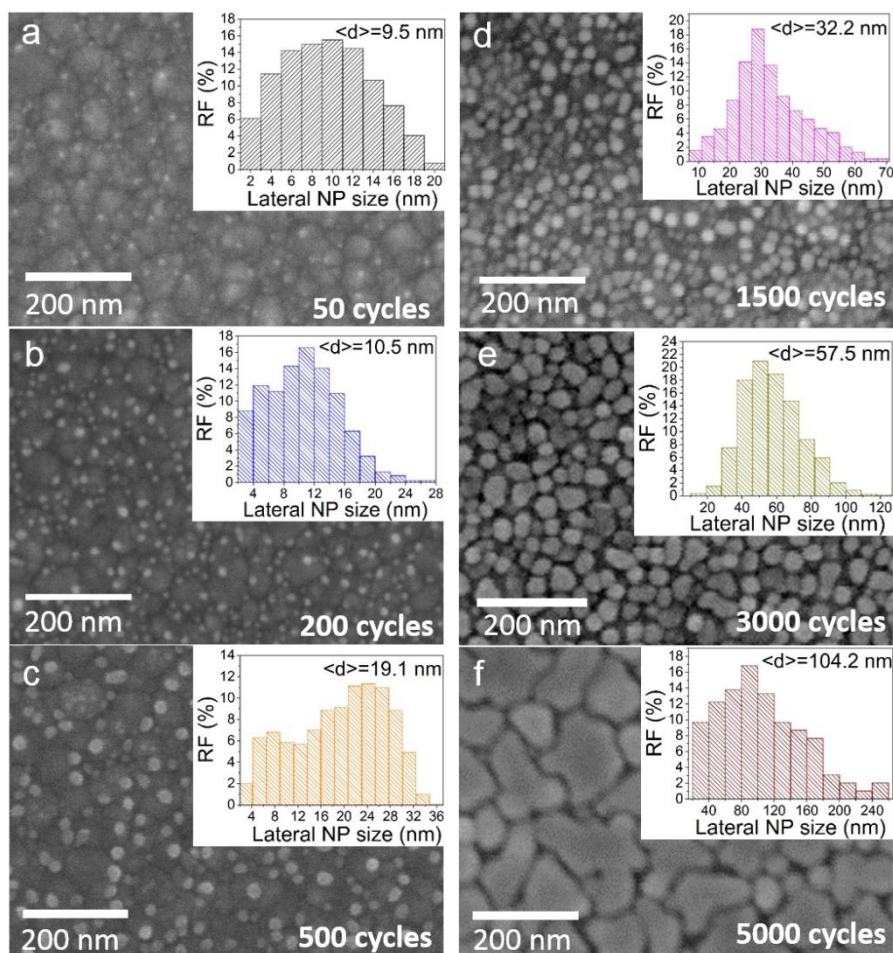 a
<d>=9.5 nm
18
16
14
12
10
8
6
4
2
0
RF (%)
2 4 6 8 10 12 14 16 18 20
Lateral NP size (nm)
200 nm
50 cycles
b
<d>=10.5 nm
18
16
14
12
10
8
6
4
2
0
RF (%)
4 8 12 16 20 24 28
Lateral NP size (nm)
200 nm
200 cycles
c
<d>=19.1 nm
14
12
10
8
6
4
2
0
RF (%)
4 8 12 16 20 24 28 32 36
Lateral NP size (nm)
200 nm
500 cycles
d
<d>=32.2 nm
20
18
16
14
12
10
8
6
4
2
0
RF (%)
10 20 30 40 50 60 70
Lateral NP size (nm)
200 nm
1500 cycles
e
<d>=57.5 nm
24
22
20
18
16
14
12
10
8
6
4
2
0
RF (%)
20 40 60 80 100 120
Lateral NP size (nm)
200 nm
3000 cycles
f
<d>=104.2 nm
18
16
14
12
10
8
6
4
2
0
RF (%)
40 80 120 160 200 240
Lateral NP size (nm)
200 nm
5000 cycles